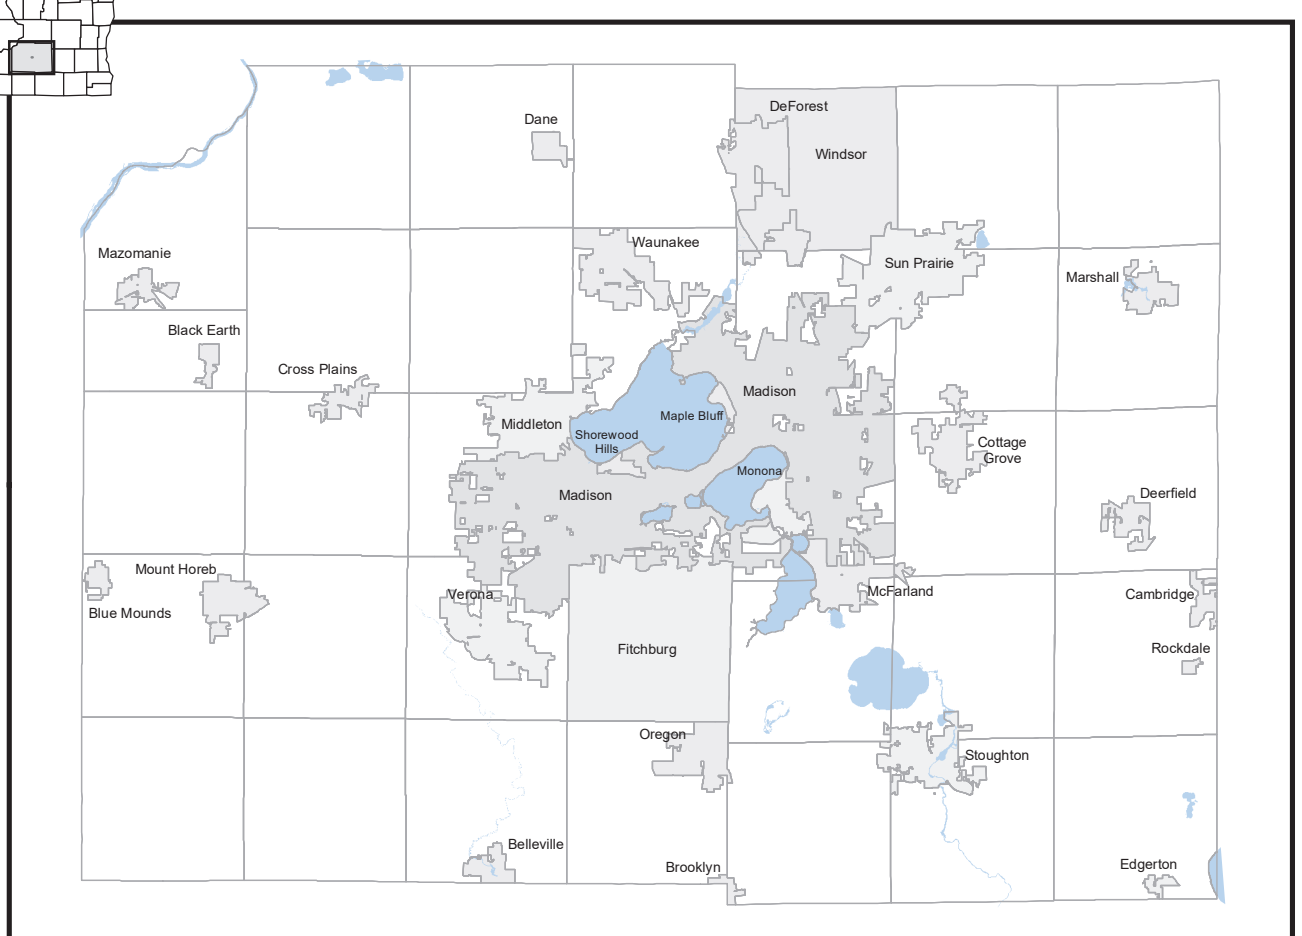 DeForest
Dane
Windsor
Waunakee
Mazomanie
Sun Prairie
Marshall
Black Earth
Cross Plains
Madison
Maple Bluff
Middleton
Shorewood
Hills
Cottage
Grove
Monona
Madison
Deerfield
Mount Horeb
Verona
McFarland
Cambridge
Blue Mounds
Fitchburg
Rockdale
Oregon
Stoughton
Belleville
Brooklyn
Edgerton